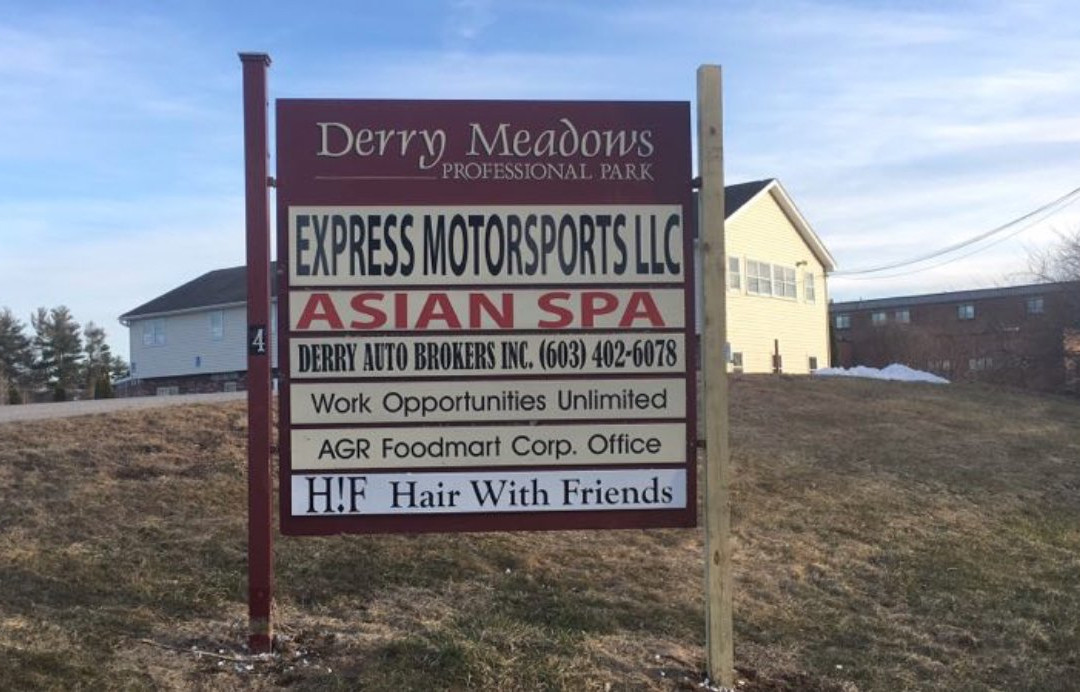 Derry Meadows
PROFESSIONAL PARK
EXPRESS MOTORSPORTS LLC
ASIAN SPA
4
DERRY AUTO BROKERS INC. (603) 402-6078
Work Opportunities Unlimited
AGR Foodmart Corp. Office
H!F Hair With Friends